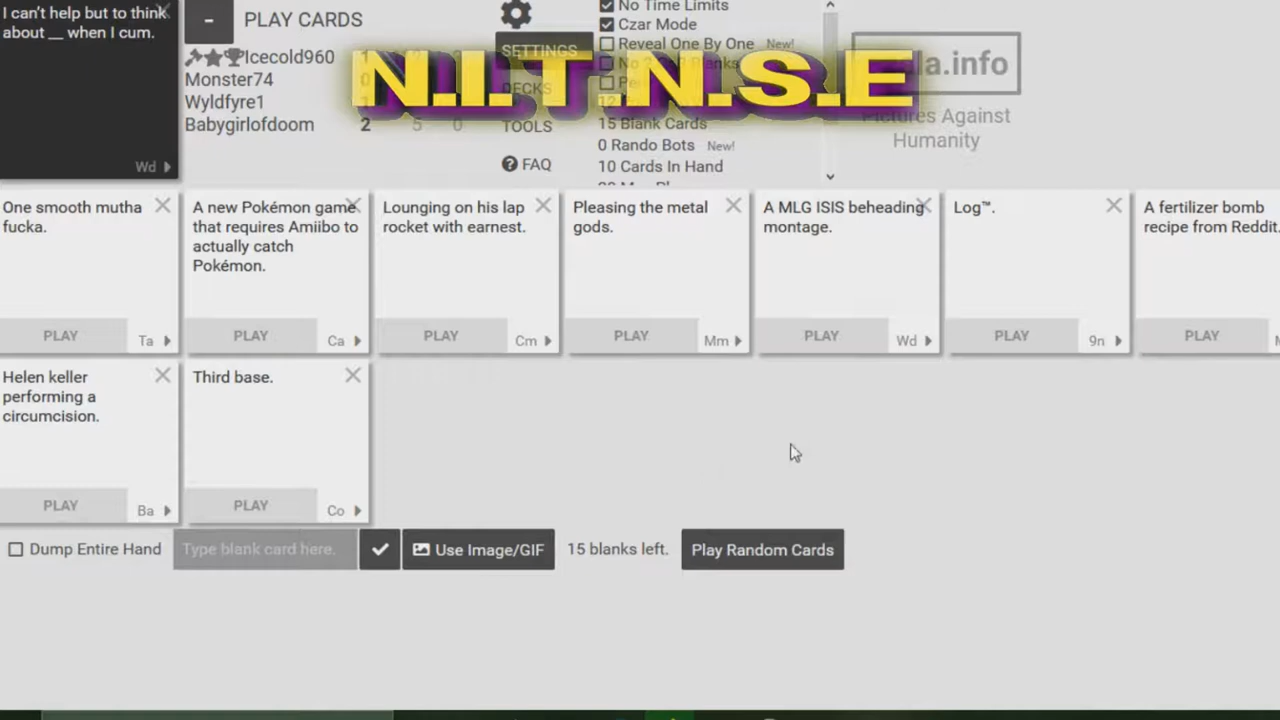 I can't help but to think
about __ when I cum.
Wd
-
PLAY CARDS
Icecold960 1
Monster74 0
Wyldfyre1
Babygirlofdoom 2 5 0
SETTINGS
DECKS
TOOLS
FAQ
No Time Limits
Czar Mode
Reveal One By One New!
15 Blank Cards
0 Rando Bots New!
10 Cards In Hand
N.I.T.N.S.E
.info
Pictures Against
Humanity
One smooth mutha
fucka.
PLAY
Ta
A new Pokémon game
that requires Amiibo to
actually catch
Pokémon.
PLAY
Ca
Lounging on his lap
rocket with earnest.
PLAY
Cm
Pleasing the metal
gods.
PLAY
Mm
A MLG ISIS beheading
montage.
PLAY
Wd
Log™.
PLAY
9n
A fertilizer bomb
recipe from Reddit.
PLAY
Helen keller
performing a
circumcision.
PLAY
Ba
Third base.
PLAY
Co
Dump Entire Hand
Type blank card here.
Use Image/GIF
15 blanks left.
Play Random Cards